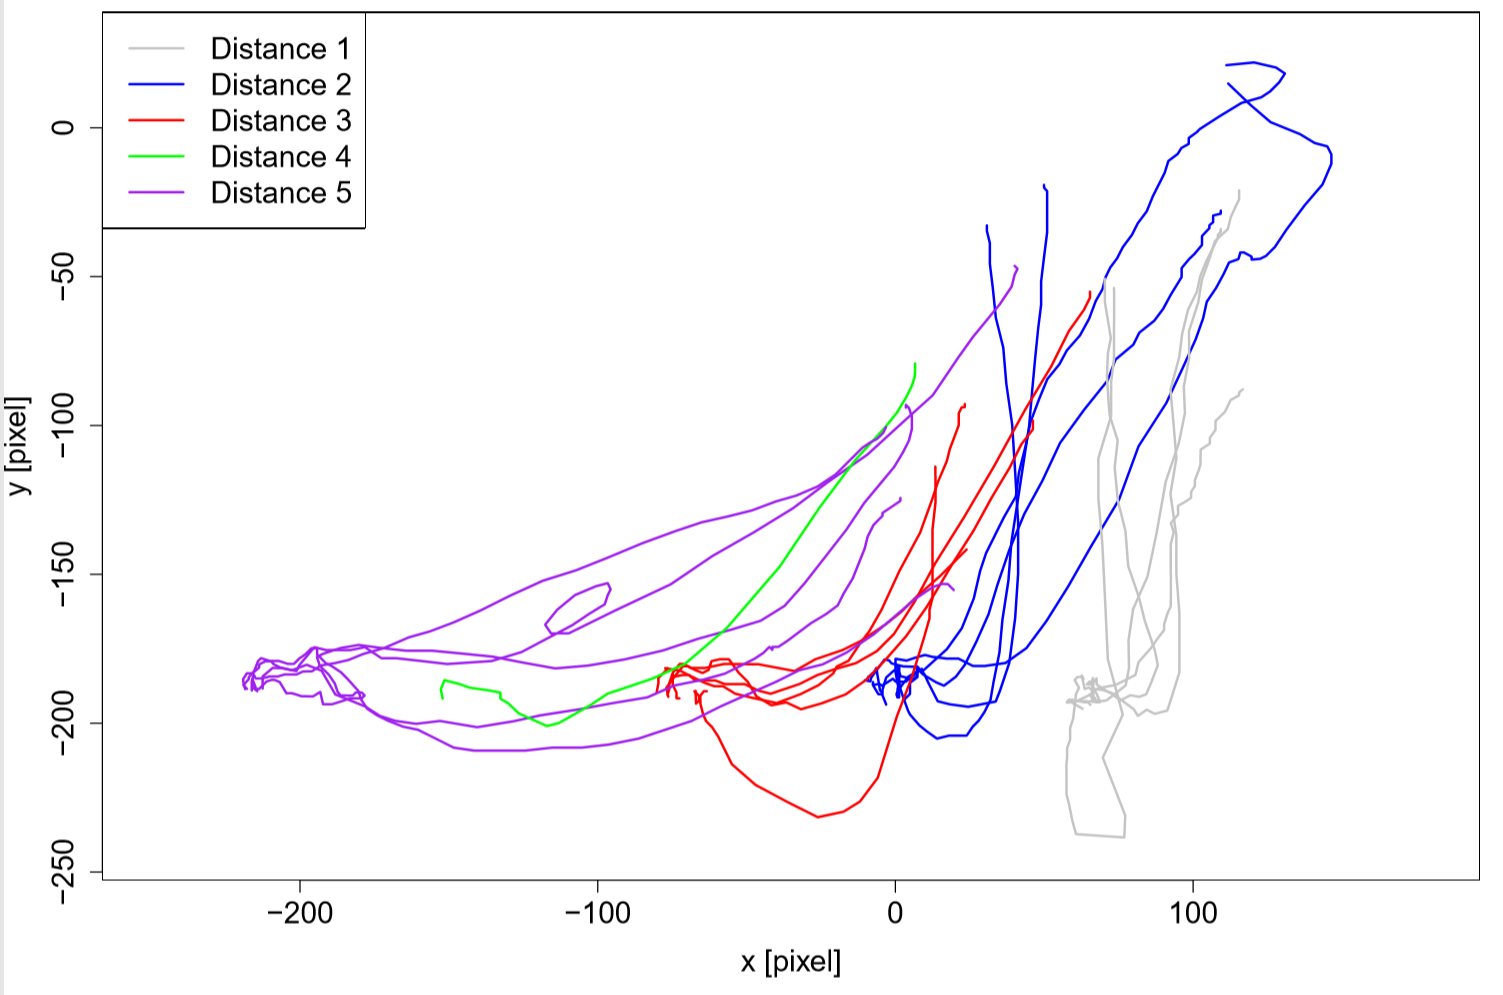 Distance 1
Distance 2
Distance 3
Distance 4
Distance 5
0
−50
−100
−150
−200
−250
y [pixel]
−200 −100 0 100
x [pixel]